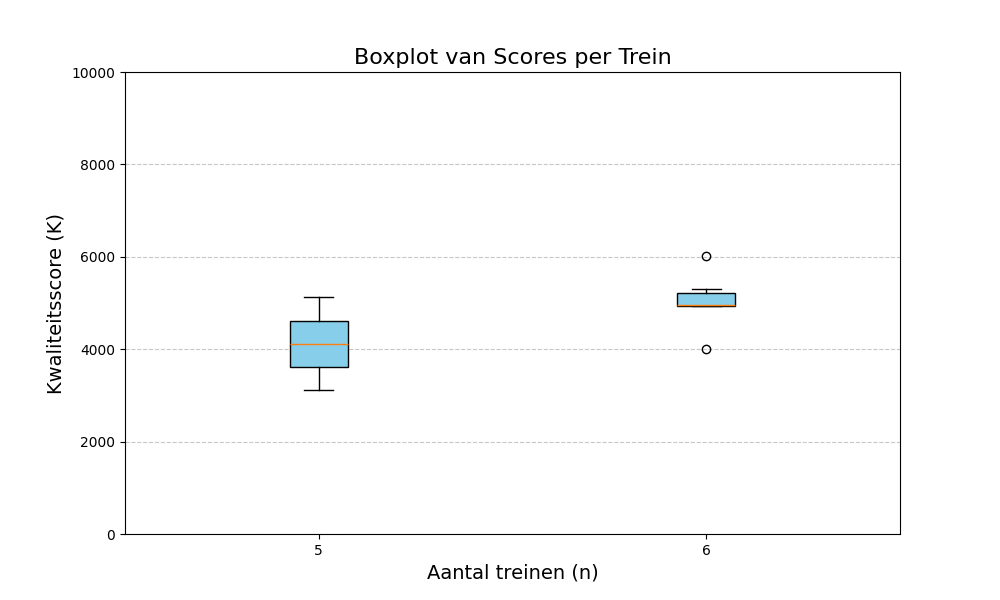 Boxplot van Scores per Trein
10000
8000
6000
4000
2000
0
Kwaliteitsscore (K)
5
6
Aantal treinen (n)